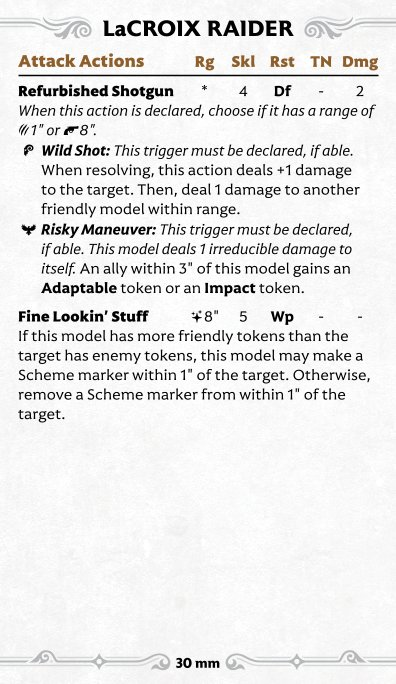 LaCROIX RAIDER
Attack Actions Rg Skl Rst TN Dmg
Refurbished Shotgun * 4 Df - 2
When this action is declared, choose if it has a range of
1" or 8".
Wild Shot: This trigger must be declared, if able.
When resolving, this action deals +1 damage
to the target. Then, deal 1 damage to another
friendly model within range.
Risky Maneuver: This trigger must be declared,
if able. This model deals 1 irreducible damage to
itself. An ally within 3" of this model gains an
Adaptable token or an Impact token.
Fine Lookin' Stuff 8" 5 Wp - -
If this model has more friendly tokens than the
target has enemy tokens, this model may make a
Scheme marker within 1" of the target. Otherwise,
remove a Scheme marker from within 1" of the
target.
30 mm